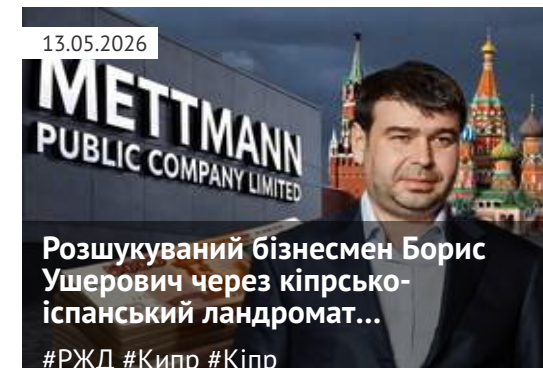 13.05.2026
METTMANN
PUBLIC COMPANY LIMITED
Розшукуваний бізнесмен Борис
Ушерович через кіпрсько-
іспанський ландромат...
#РЖД #Кипр #Кіпр